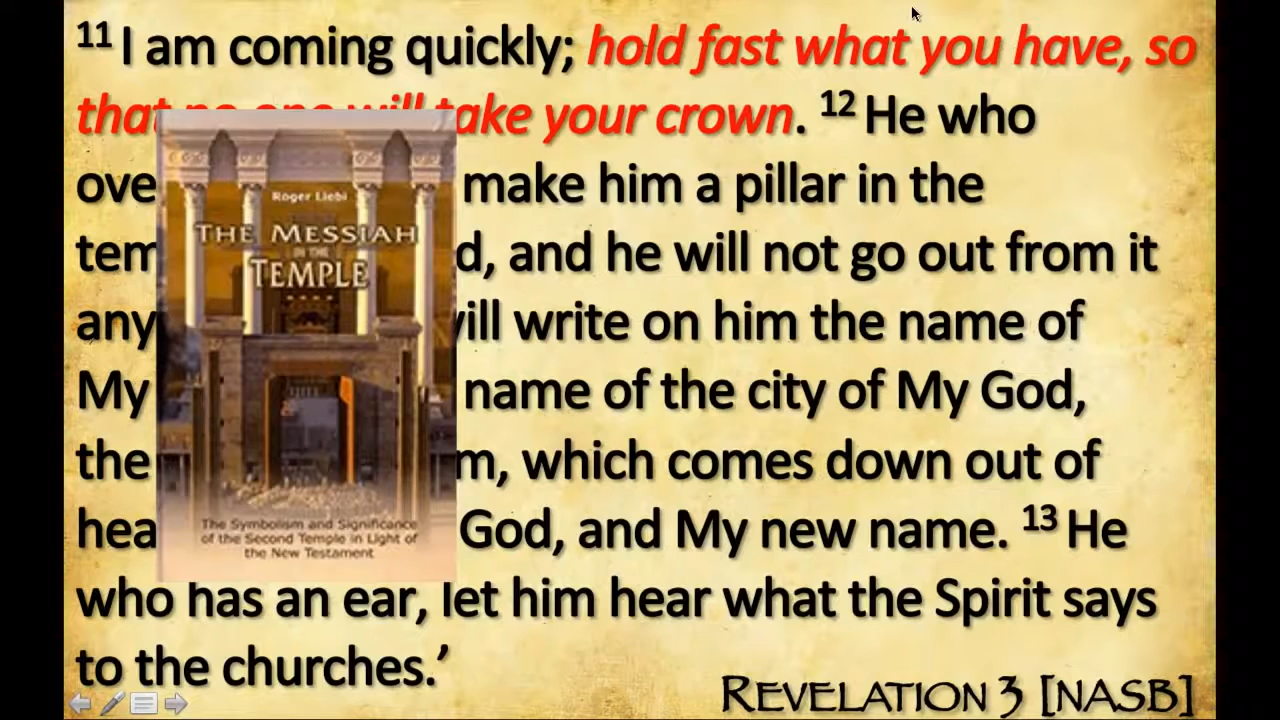 11 I am coming quickly; hold fast what you have, so
that no one will take your crown. 12 He who
ove make him a pillar in the
tem d, and he will not go out from it
any will write on him the name of
My name of the city of My God,
the m, which comes down out of
hea God, and My new name. 13 He
who has an ear, let him hear what the Spirit says
to the churches.’
REVELATION 3 [NASB]
Roger Liebi
THE MESSIAH
IN THE
TEMPLE
The Symbolism and Significance
of the Second Temple in Light of
the New Testament